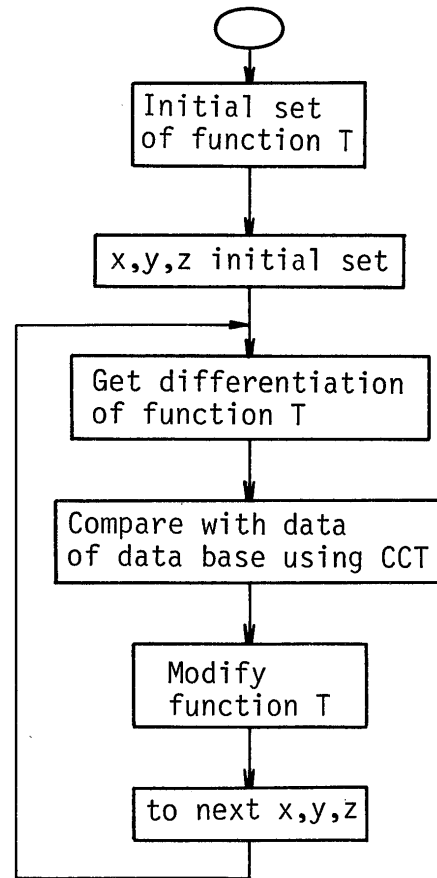 Initial set
of function T
x,y,z initial set
Get differentiation
of function T
Compare with data
of data base using CCT
Modify
function T
to next x,y,z